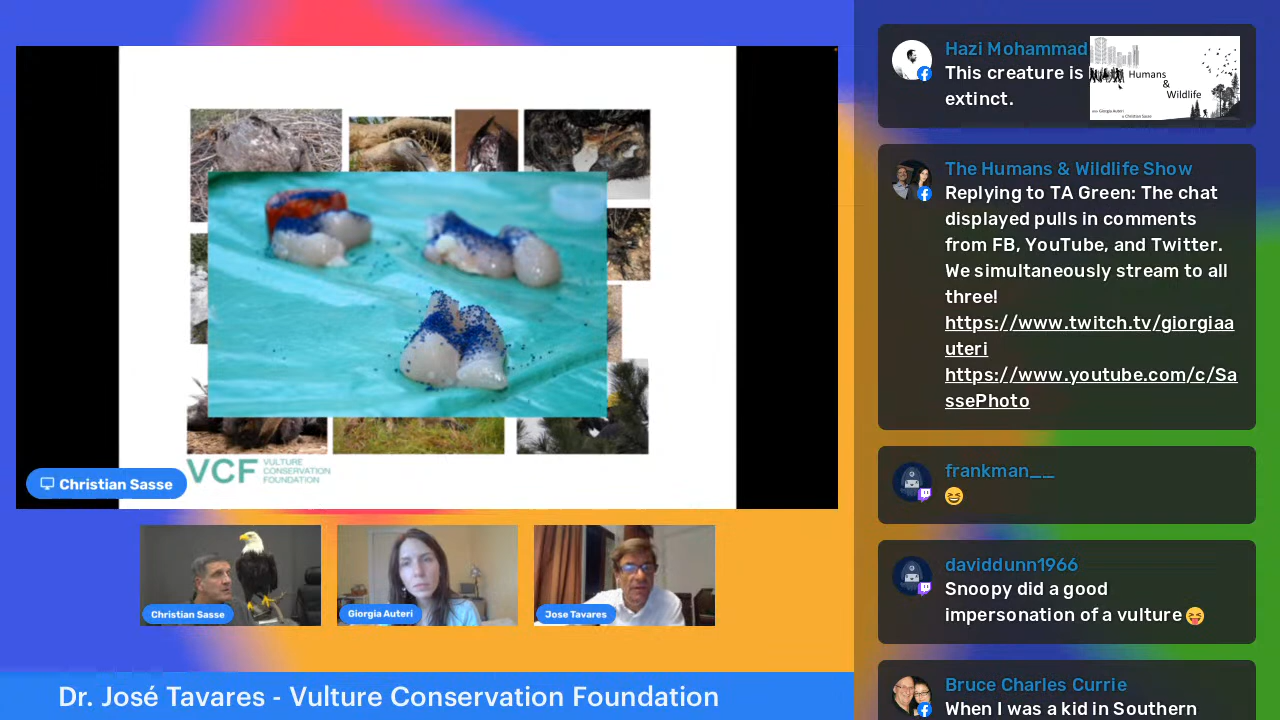 VCF VULTURE
CONSERVATION
FOUNDATION
Christian Sasse
Christian Sasse
Giorgia Auteri
Jose Tavares
Dr. José Tavares - Vulture Conservation Foundation
Hazi Mohammad
This creature is
extinct.
Humans
&
Wildlife
Giorgia Auteri
Christian Sasse
The Humans & Wildlife Show
Replying to TA Green: The chat
displayed pulls in comments
from FB, YouTube, and Twitter.
We simultaneously stream to all
three!
https://www.twitch.tv/giorgiaa
uteri
https://www.youtube.com/c/Sa
ssePhoto
frankman__
😆
daviddunn1966
Snoopy did a good
impersonation of a vulture 😝
Bruce Charles Currie
When I was a kid in Southern